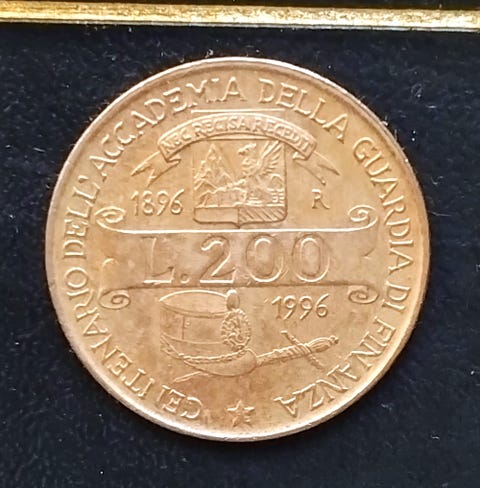 CENTENARIO DELL'ACCADEMIA DELLA GUARDIA DI FINANZA
NEC RECISA RECEDIT
1896 R
L.200
1996